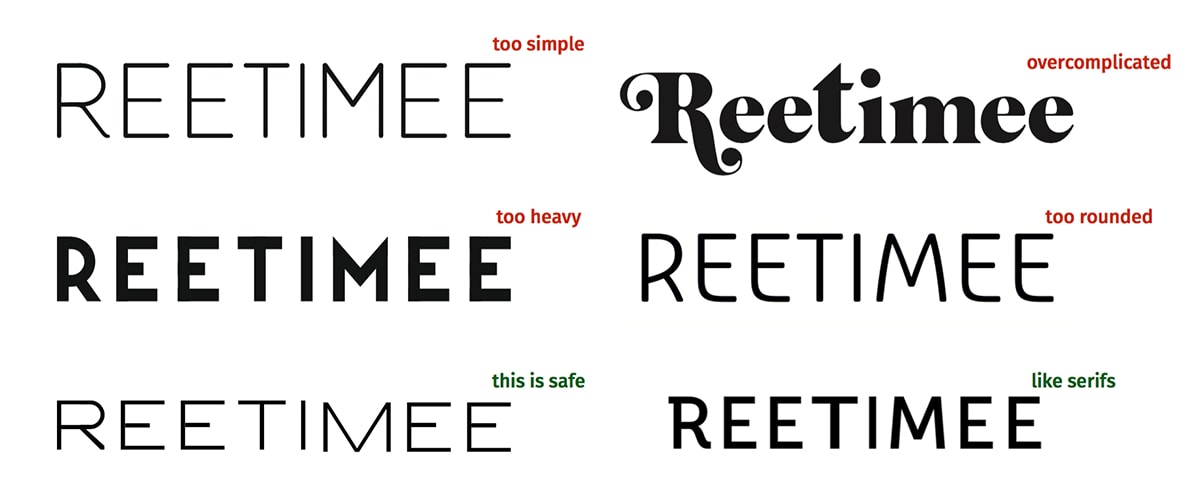 too simple
REETIMEE
overcomplicated
Reetimee
too heavy
REETIMEE
too rounded
REETIMEE
this is safe
REETIMEE
like serifs
REETIMEE